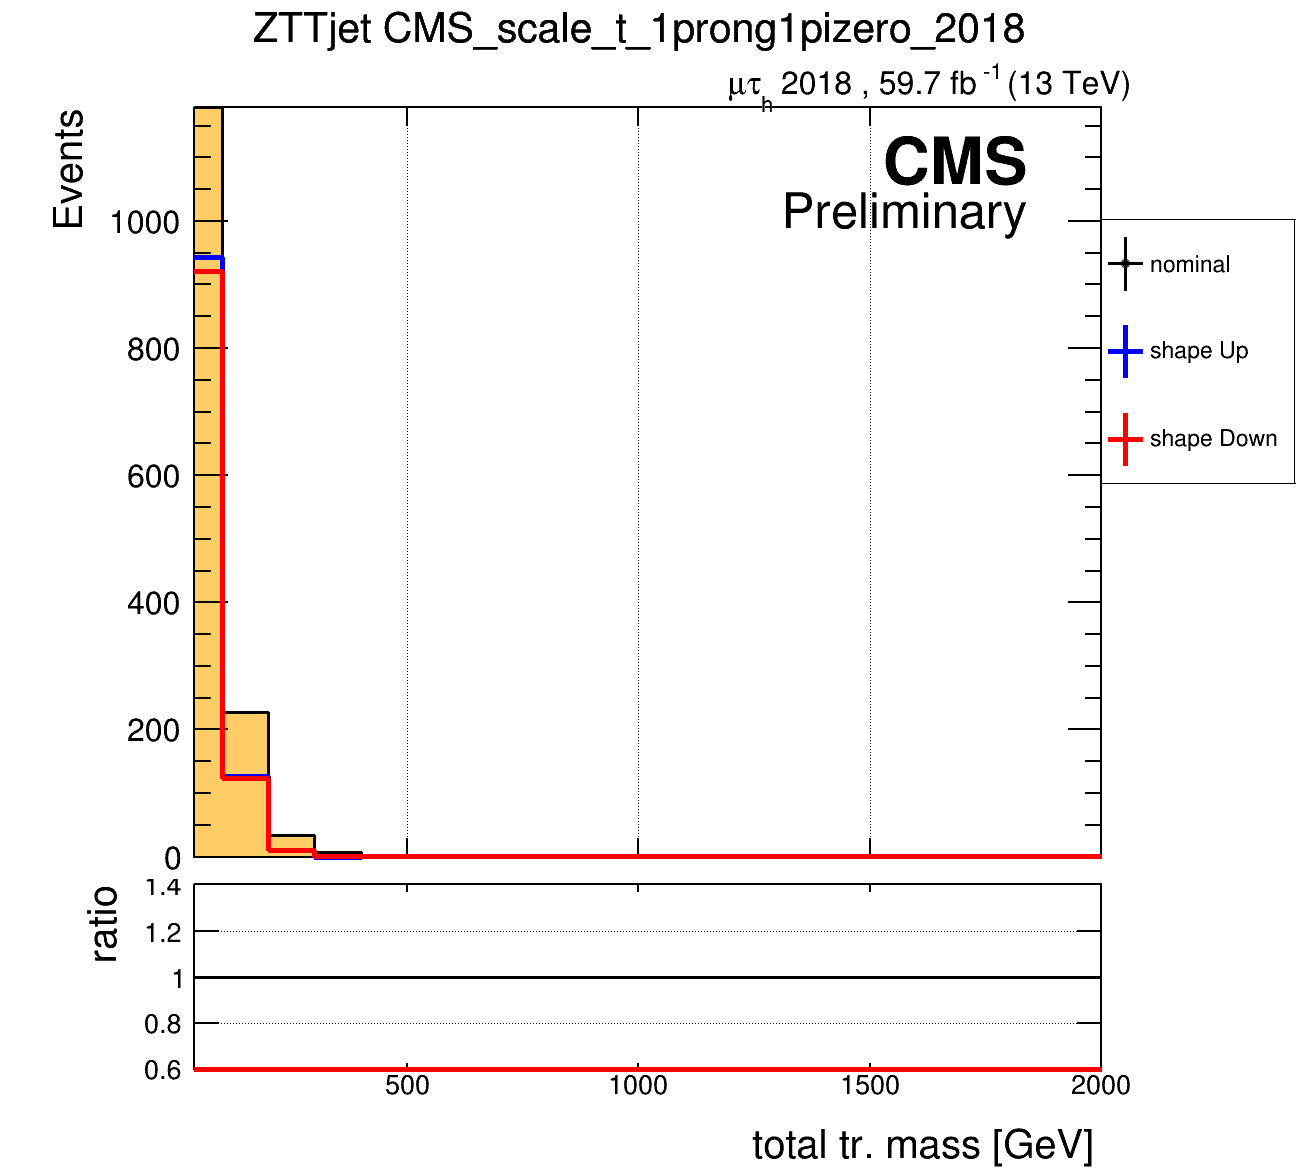 ZTTjet CMS_scale_t_1prong1pizero_2018
μτh 2018 , 59.7 fb-1 (13 TeV)
Events
CMS
Preliminary
1000
800
600
400
200
0
nominal
shape Up
shape Down
ratio
1.4
1.2
1
0.8
0.6
500
1000
1500
2000
total tr. mass [GeV]